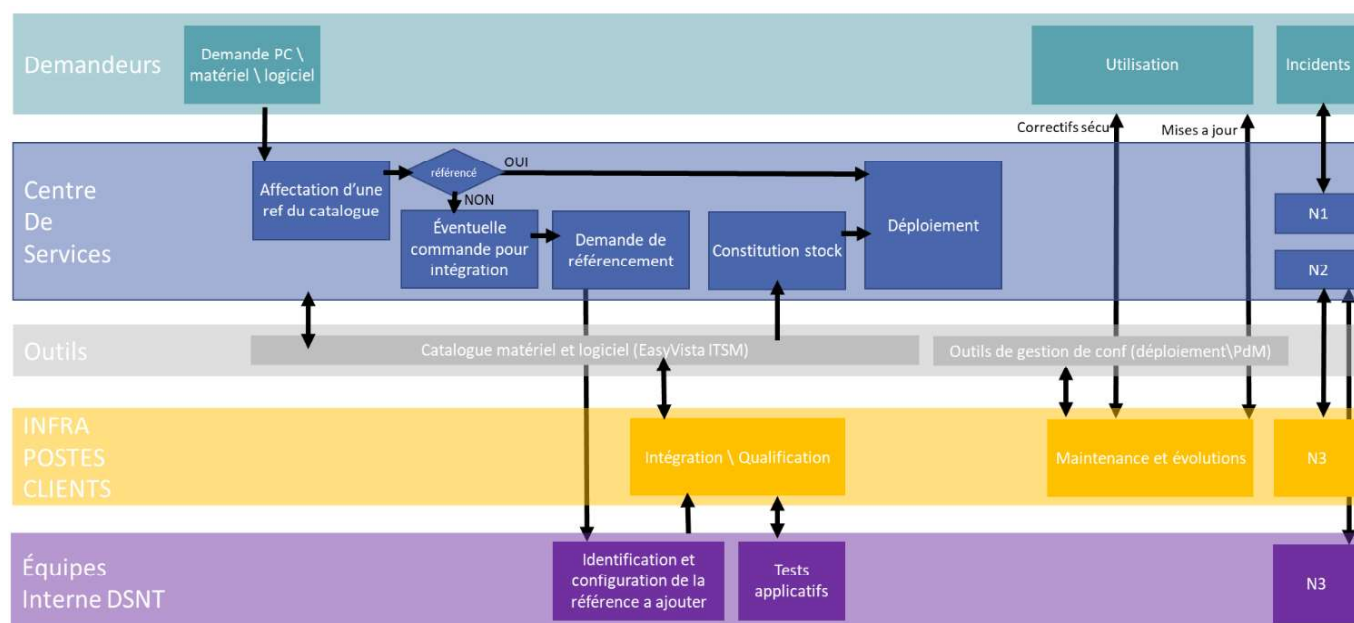 Demandeurs
Demande PC \
matériel \ logiciel
Utilisation
Incidents
Correctifs sécu
Mises a jour
Centre
De
Services
Affectation d'une
ref du catalogue
référencé
OUI
NON
Éventuelle
commande pour
intégration
Demande de
référencement
Constitution stock
Déploiement
N1
N2
Outils
Catalogue matériel et logiciel (EasyVista ITSM)
Outils de gestion de conf (déploiement\PdM)
INFRA
POSTES
CLIENTS
Intégration \ Qualification
Maintenance et évolutions
N3
Équipes
Interne DSNT
Identification et
configuration de la
référence a ajouter
Tests
applicatifs
N3